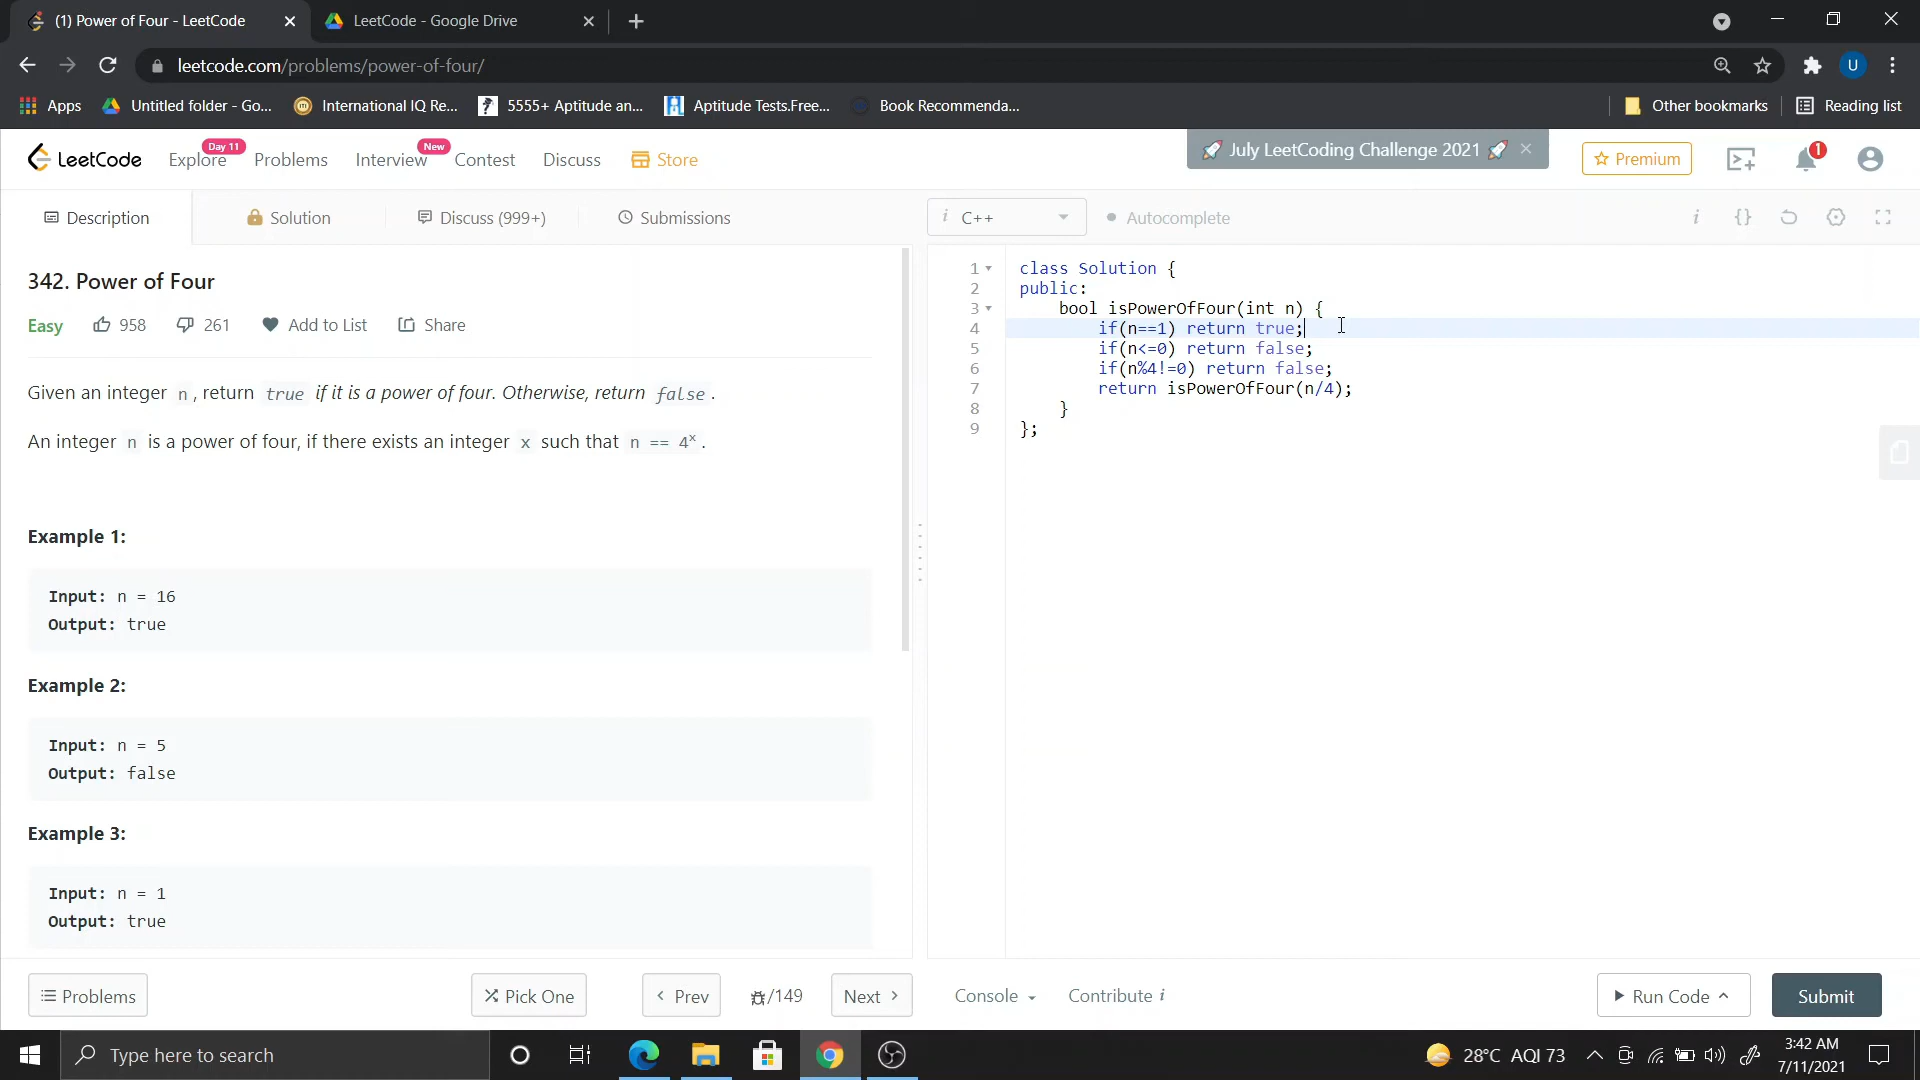 (1) Power of Four - LeetCode
LeetCode - Google Drive
leetcode.com/problems/power-of-four/
U
Apps
Untitled folder - Go...
International IQ Re...
5555+ Aptitude an...
Aptitude Tests.Free...
Book Recommenda...
Other bookmarks
Reading list
LeetCode
Explore
Day 11
Problems
Interview
New
Contest
Discuss
Store
🚀 July LeetCoding Challenge 2021 🚀 ×
Premium
1
Description
Solution
Discuss (999+)
Submissions
i C++
Autocomplete
i {}
342. Power of Four
Easy
958
261
Add to List
Share
Given an integer n, return true if it is a power of four. Otherwise, return false.
An integer n is a power of four, if there exists an integer x such that n == 4ˣ.
Example 1:
Input: n = 16
Output: true
Example 2:
Input: n = 5
Output: false
Example 3:
Input: n = 1
Output: true
1 class Solution {
2 public:
3 bool isPowerOfFour(int n) {
4 if(n==1) return true;
5 if(n<=0) return false;
6 if(n%4!=0) return false;
7 return isPowerOfFour(n/4);
8 }
9 };
Problems
Pick One
Prev
/149
Next
Console
Contribute i
Run Code
Submit
Type here to search
28°C AQI 73
3:42 AM
7/11/2021